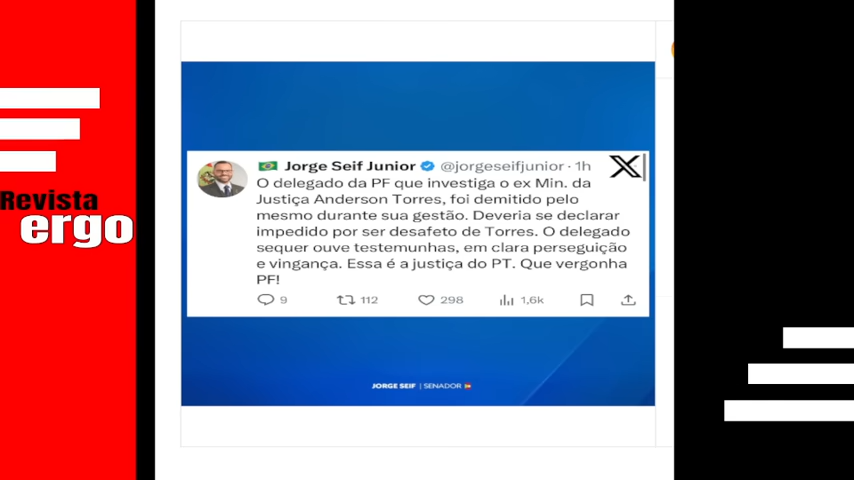 Revista
ergo
Jorge Seif Junior @jorgeseifjunior · 1h
O delegado da PF que investiga o ex Min. da
Justiça Anderson Torres, foi demitido pelo
mesmo durante sua gestão. Deveria se declarar
impedido por ser desafeto de Torres. O delegado
sequer ouve testemunhas, em clara perseguição
e vingança. Essa é a justiça do PT. Que vergonha
PF!
9 112 298 1,6k
JORGE SEIF | SENADOR